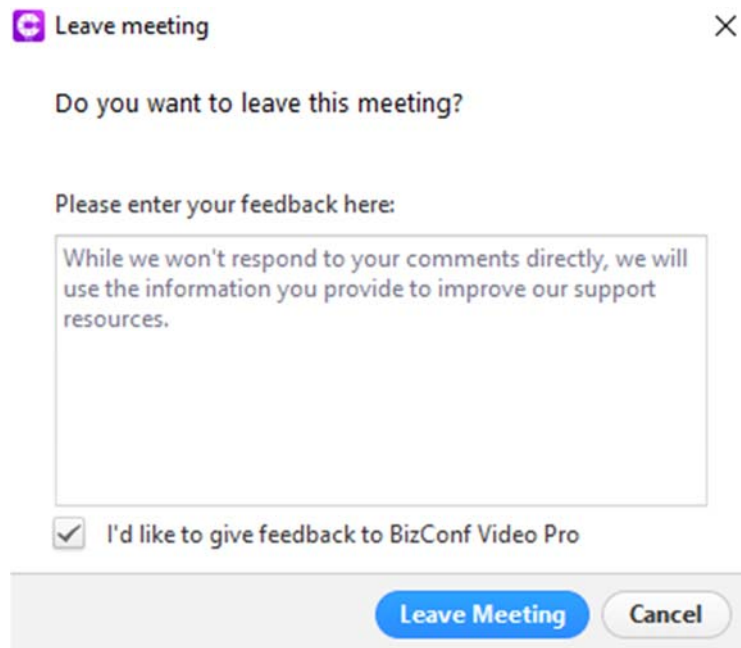 Leave meeting
Do you want to leave this meeting?
Please enter your feedback here:
While we won't respond to your comments directly, we will
use the information you provide to improve our support
resources.
I'd like to give feedback to BizConf Video Pro
Leave Meeting Cancel